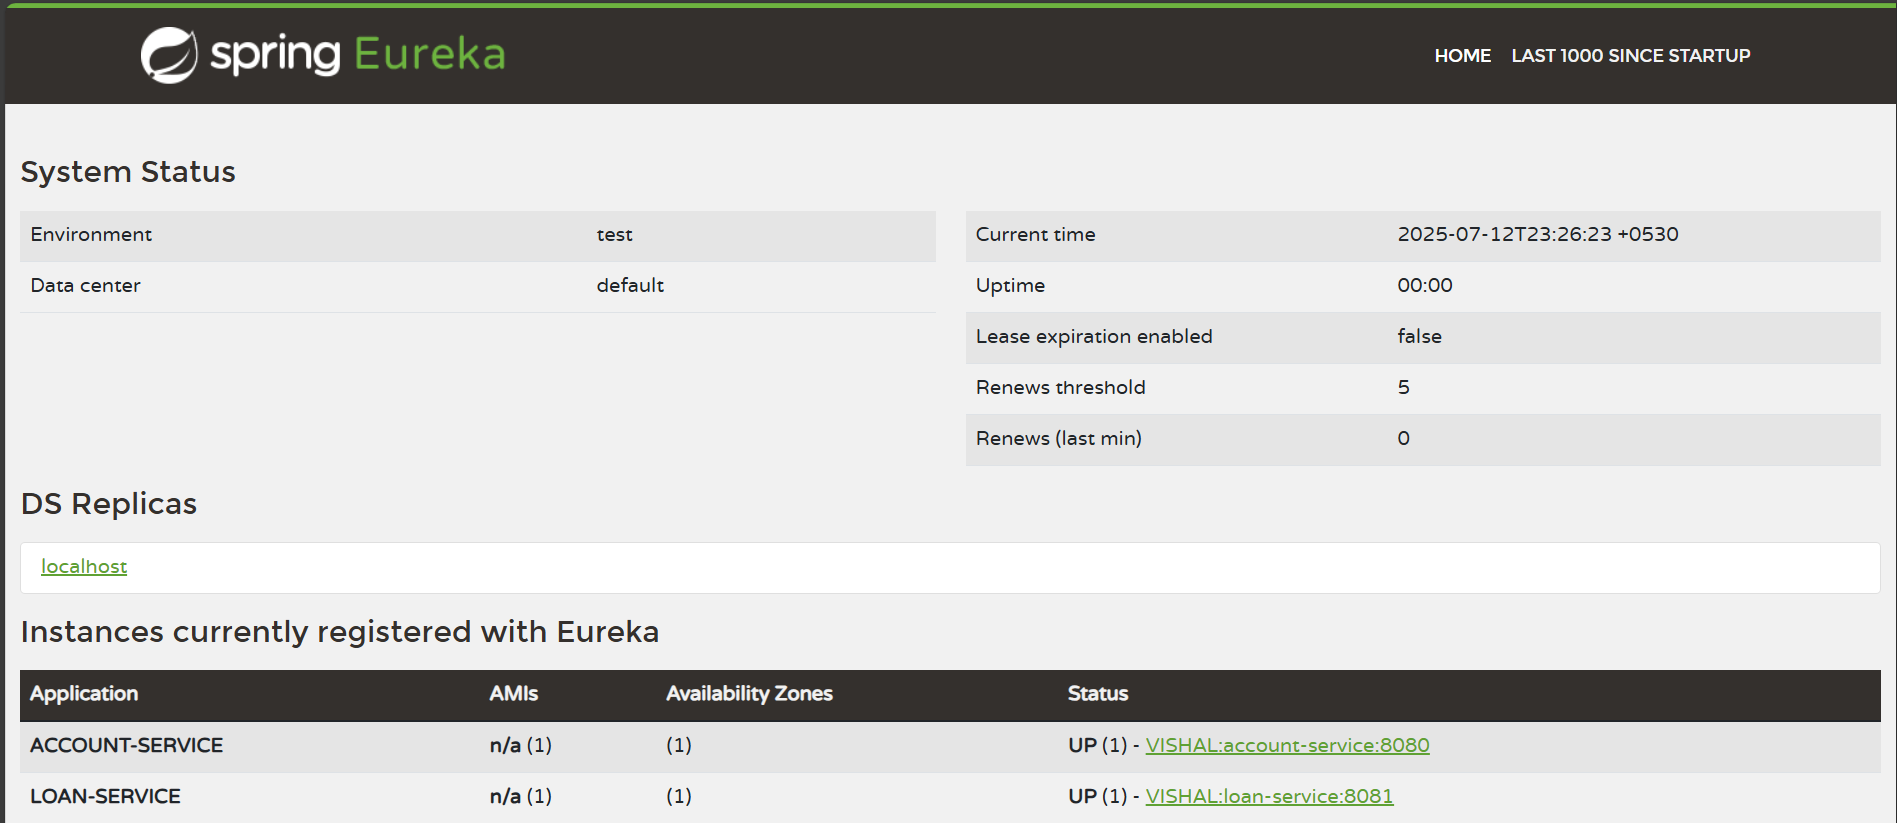 spring Eureka
HOME LAST 1000 SINCE STARTUP
System Status
Environment test
Data center default
Current time 2025-07-12T23:26:23 +0530
Uptime 00:00
Lease expiration enabled false
Renews threshold 5
Renews (last min) 0
DS Replicas
localhost
Instances currently registered with Eureka
Application AMIs Availability Zones Status
ACCOUNT-SERVICE n/a (1) (1) UP (1) - VISHAL:account-service:8080
LOAN-SERVICE n/a (1) (1) UP (1) - VISHAL:loan-service:8081